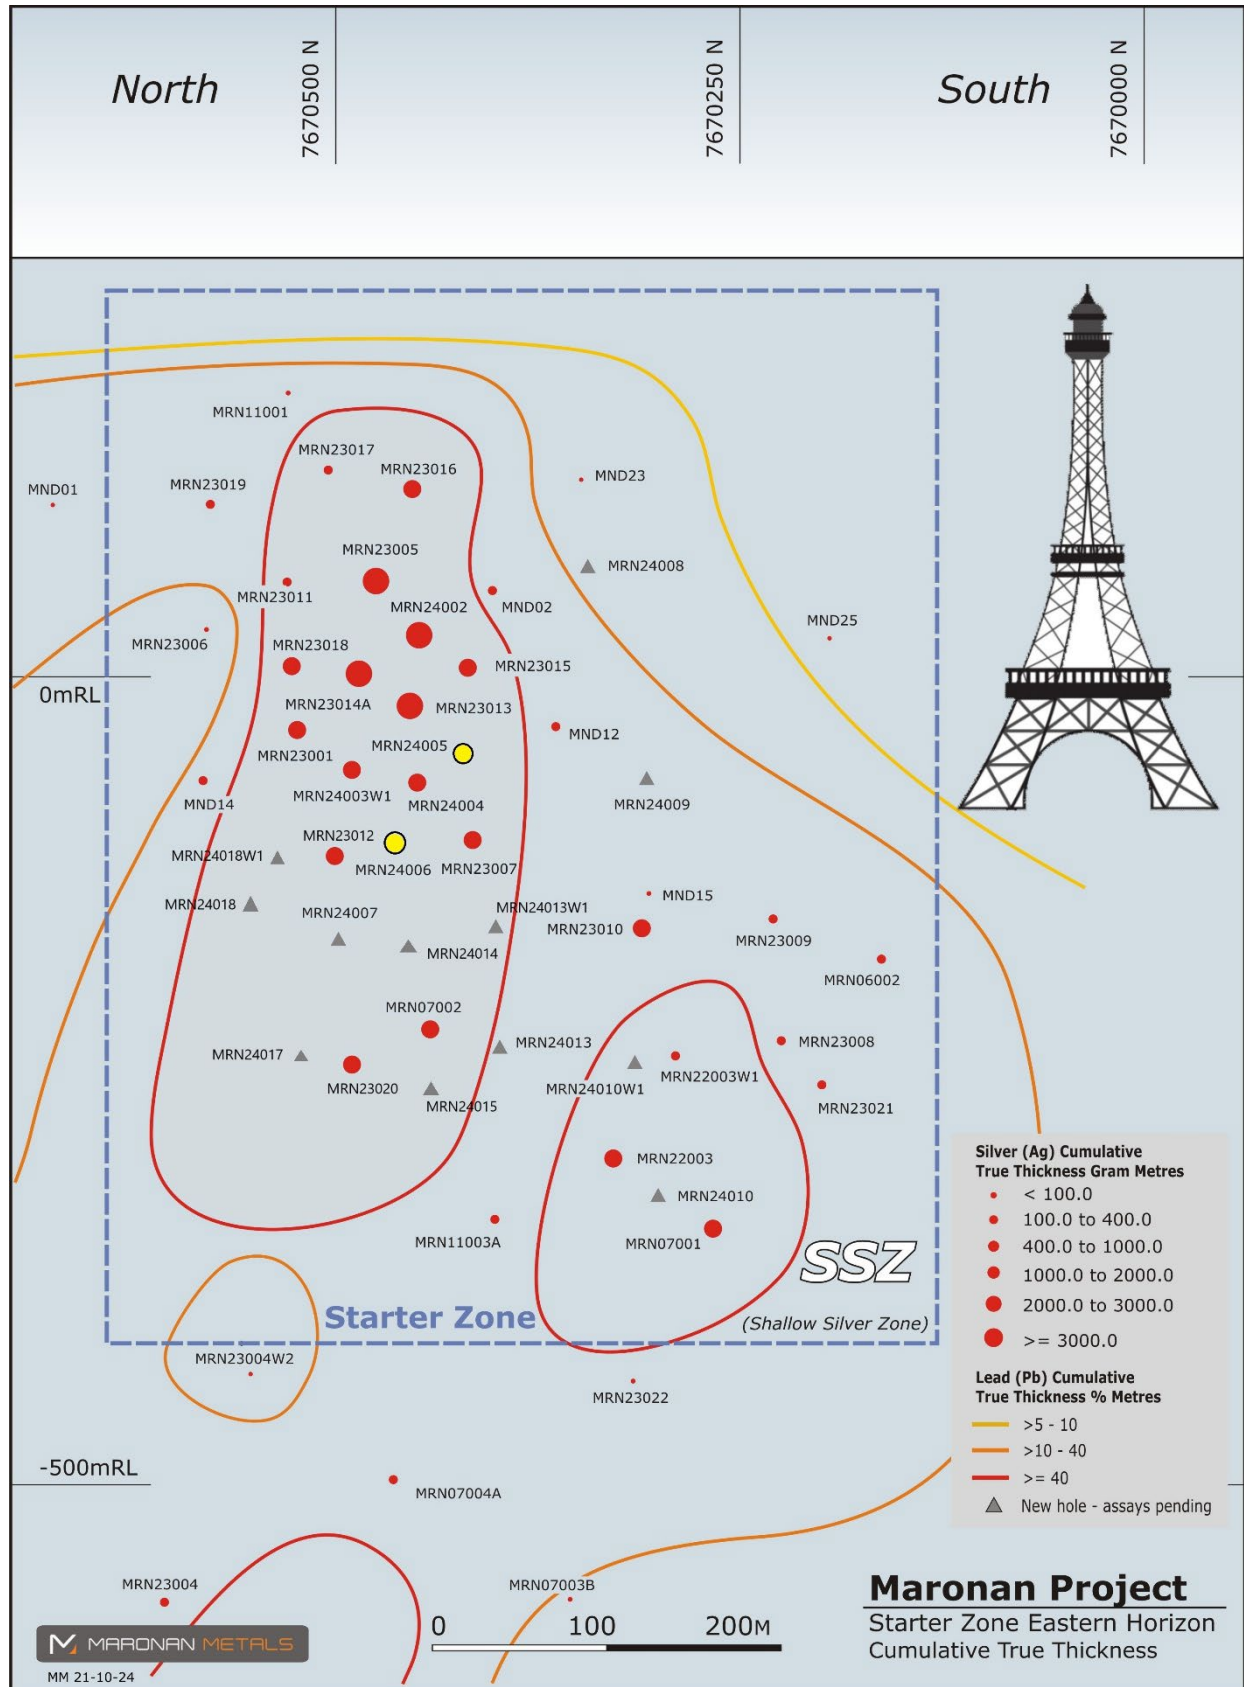 North
7670500 N
7670250 N
South
7670000 N
MRN11001
MRN23017
MRN23016
MND01
MRN23019
MND23
MRN23005
MRN24008
MRN23011
MRN24002
MND02
MRN23006
MRN23018
MRN23015
MND25
0mRL
MRN23014A
MRN23013
MRN24005
MND12
MRN23001
MRN24003W1
MRN24004
MRN24009
MND14
MRN23012
MRN24018W1
MRN24006
MRN23007
MRN24018
MRN24007
MRN24013W1
MND15
MRN23010
MRN23009
MRN24014
MRN06002
MRN07002
MRN24017
MRN24013
MRN23008
MRN22003W1
MRN23020
MRN24010W1
MRN24015
MRN23021
MRN22003
MRN24010
MRN11003A
MRN07001
SSZ
(Shallow Silver Zone)
Starter Zone
MRN23004W2
MRN23022
-500mRL
MRN07004A
MRN23004
MRN07003B
Silver (Ag) Cumulative
True Thickness Gram Metres
< 100.0
100.0 to 400.0
400.0 to 1000.0
1000.0 to 2000.0
2000.0 to 3000.0
>= 3000.0
Lead (Pb) Cumulative
True Thickness % Metres
>5 - 10
>10 - 40
>= 40
New hole - assays pending
MARONAN METALS
MM 21-10-24
0 100 200M
Maronan Project
Starter Zone Eastern Horizon
Cumulative True Thickness